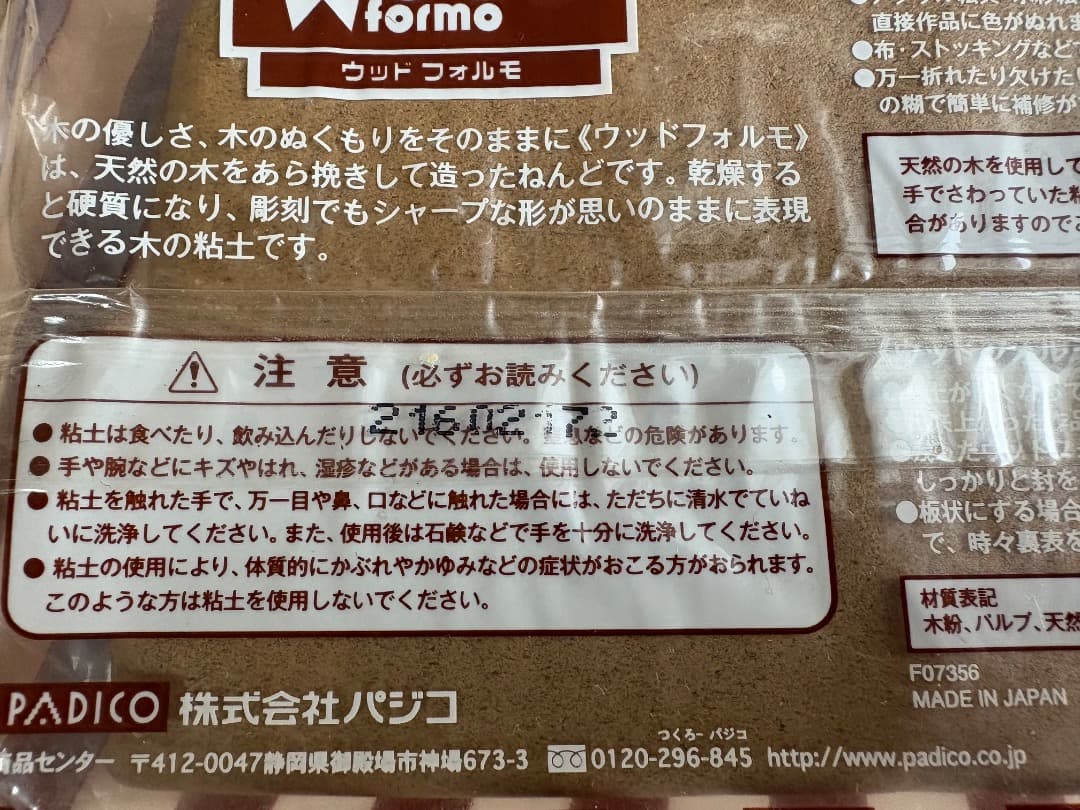 formo
ウッド フォルモ
木の優しさ、木のぬくもりをそのままに《ウッドフォルモ》
は、天然の木をあら挽きして造ったねんどです。乾燥する
と硬質になり、彫刻でもシャープな形が思いのままに表現
できる木の粘土です。
直接作品に色がぬれま
●布・ストッキングなどで
●万一折れたり欠けた
の糊で簡単に補修が
天然の木を使用して
手でさわっていた粘
合がありますのでご
注 意 (必ずお読みください)
● 粘土は食べたり、飲み込んだりしないでください。などの危険があります。
● 手や腕などにキズやはれ、湿疹などがある場合は、使用しないでください。
● 粘土を触れた手で、万一目や鼻、口などに触れた場合には、ただちに清水でていね
いに洗浄してください。また、使用後は石鹸などで手を十分に洗浄してください。
● 粘土の使用により、体質的にかぶれやかゆみなどの症状がおこる方がおられます。
このような方は粘土を使用しないでください。
しっかりと封を
●板状にする場合
で、時々裏表を
材質表記
木粉、パルプ、天然
F07356
MADE IN JAPAN
PADICO 株式会社パジコ
つくろー パジコ
商品センター 〒412-0047静岡県御殿場市神場673-3 0120-296-845 http://www.padico.co.jp